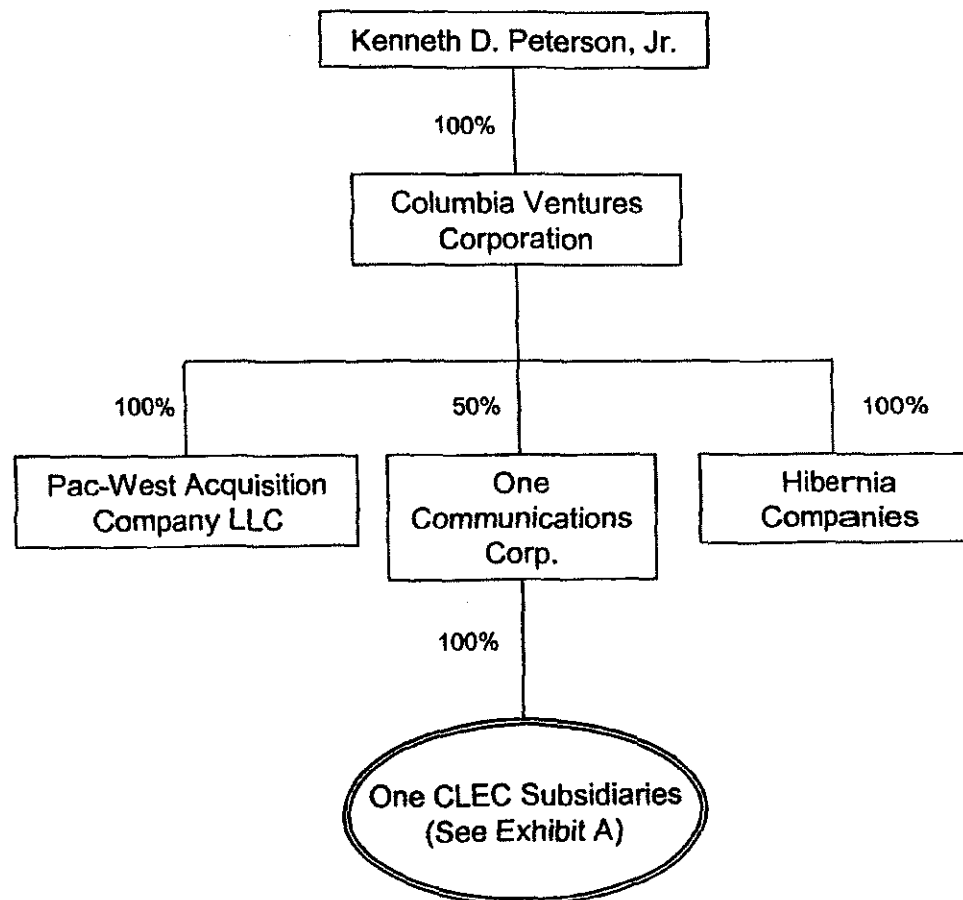 Kenneth D. Peterson, Jr.
100%
Columbia Ventures
Corporation
100%
50%
100%
Pac-West Acquisition
Company LLC
One
Communications
Corp.
Hibernia
Companies
100%
One CLEC Subsidiaries
(See Exhibit A)